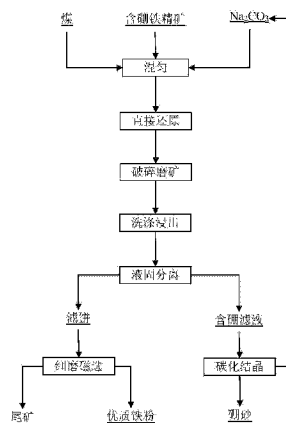 煤
含硼铁精矿
Na₂CO₃
混匀
直接还原
破碎磨矿
洗涤浸出
液固分离
滤饼
含硼滤液
细磨磁选
碳化结晶
尾矿
优质铁粉
硼砂